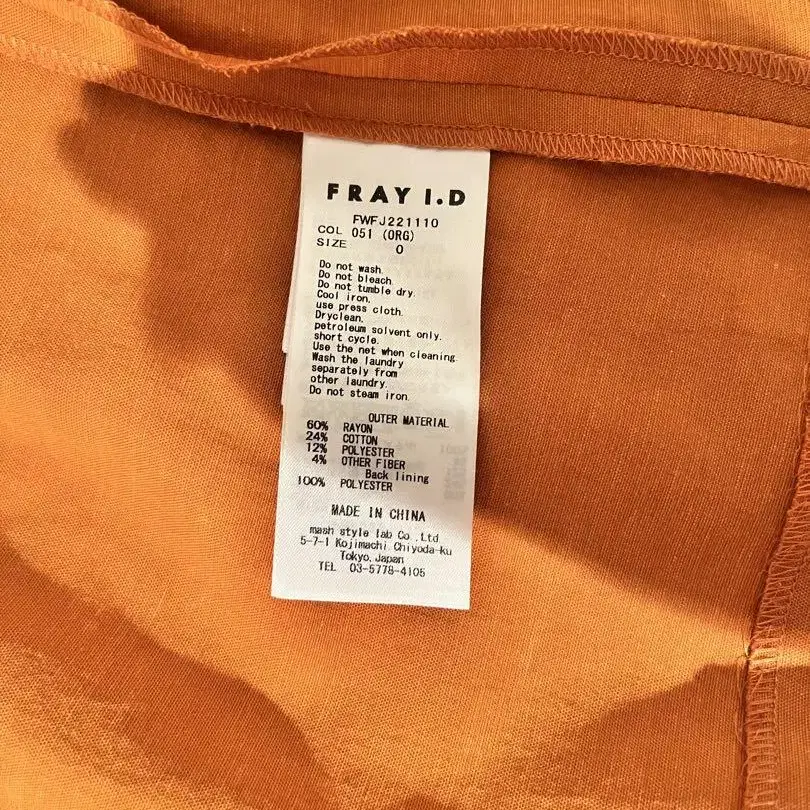 FRAY I.D
FWFJ221110
COL 051 (ORG)
SIZE 0
Do not wash.
Do not bleach.
Do not tumble dry.
Cool iron.
use press cloth.
Dryclean.
petroleum solvent only.
short cycle.
Use the net when cleaning.
Wash the laundry
separately from
other laundry.
Do not steam iron.
OUTER MATERIAL
60% RAYON
24% COTTON
12% POLYESTER
4% OTHER FIBER
Back lining
100% POLYESTER
MADE IN CHINA
mash style lab Co.,Ltd.
5-7-1 Kojimachi Chiyoda-ku
Tokyo, Japan
TEL 03-5778-4105